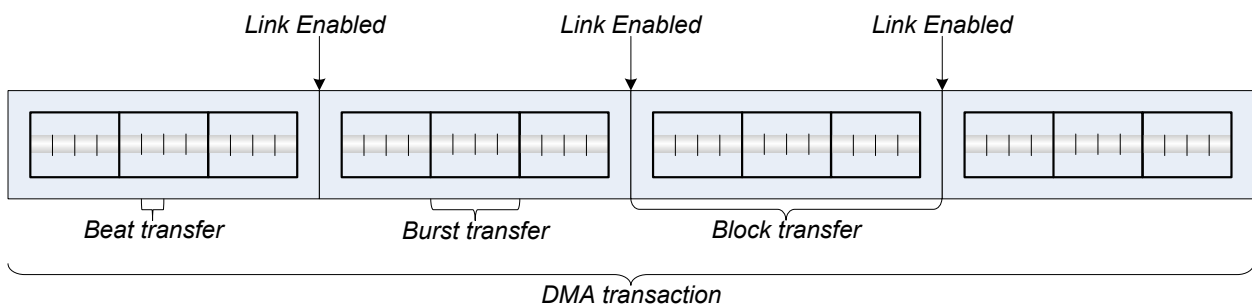 Link Enabled
Link Enabled
Link Enabled
Beat transfer
Burst transfer
Block transfer
DMA transaction